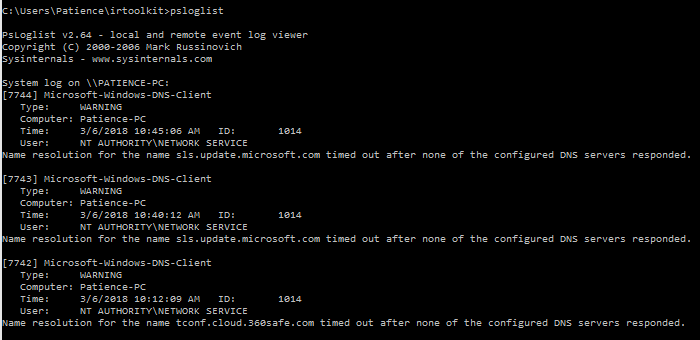 C:\Users\Patience\irtoolkit>psloglist
PsLoglist v2.64 - local and remote event log viewer
Copyright (C) 2000-2006 Mark Russinovich
Sysinternals - www.sysinternals.com
System log on \\PATIENCE-PC:
[7744] Microsoft-Windows-DNS-Client
Type: WARNING
Computer: Patience-PC
Time: 3/6/2018 10:45:06 AM ID: 1014
User: NT AUTHORITY\NETWORK SERVICE
Name resolution for the name sls.update.microsoft.com timed out after none of the configured DNS servers responded.
[7743] Microsoft-Windows-DNS-Client
Type: WARNING
Computer: Patience-PC
Time: 3/6/2018 10:40:12 AM ID: 1014
User: NT AUTHORITY\NETWORK SERVICE
Name resolution for the name sls.update.microsoft.com timed out after none of the configured DNS servers responded.
[7742] Microsoft-Windows-DNS-Client
Type: WARNING
Computer: Patience-PC
Time: 3/6/2018 10:12:09 AM ID: 1014
User: NT AUTHORITY\NETWORK SERVICE
Name resolution for the name tconf.cloud.360safe.com timed out after none of the configured DNS servers responded.